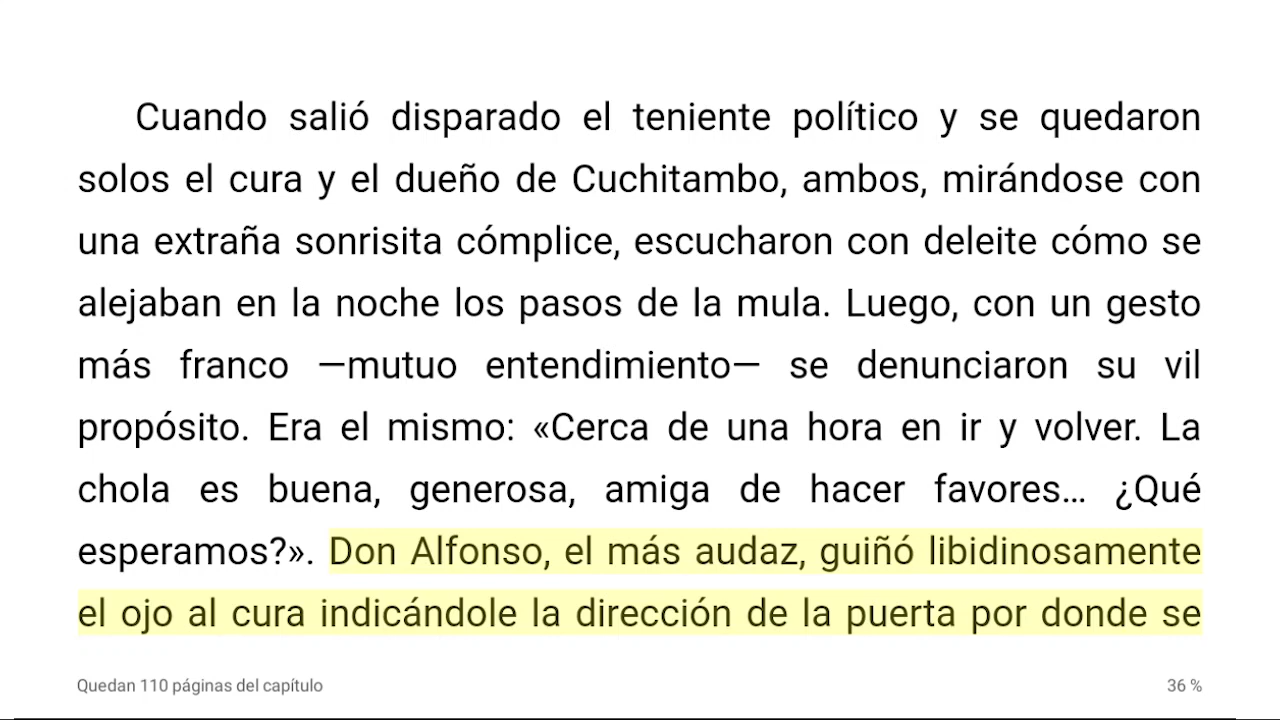 Cuando salió disparado el teniente político y se quedaron
solos el cura y el dueño de Cuchitambo, ambos, mirándose con
una extraña sonrisita cómplice, escucharon con deleite cómo se
alejaban en la noche los pasos de la mula. Luego, con un gesto
más franco —mutuo entendimiento— se denunciaron su vil
propósito. Era el mismo: «Cerca de una hora en ir y volver. La
chola es buena, generosa, amiga de hacer favores... ¿Qué
esperamos?». Don Alfonso, el más audaz, guiñó libidinosamente
el ojo al cura indicándole la dirección de la puerta por donde se
Quedan 110 páginas del capítulo
36 %